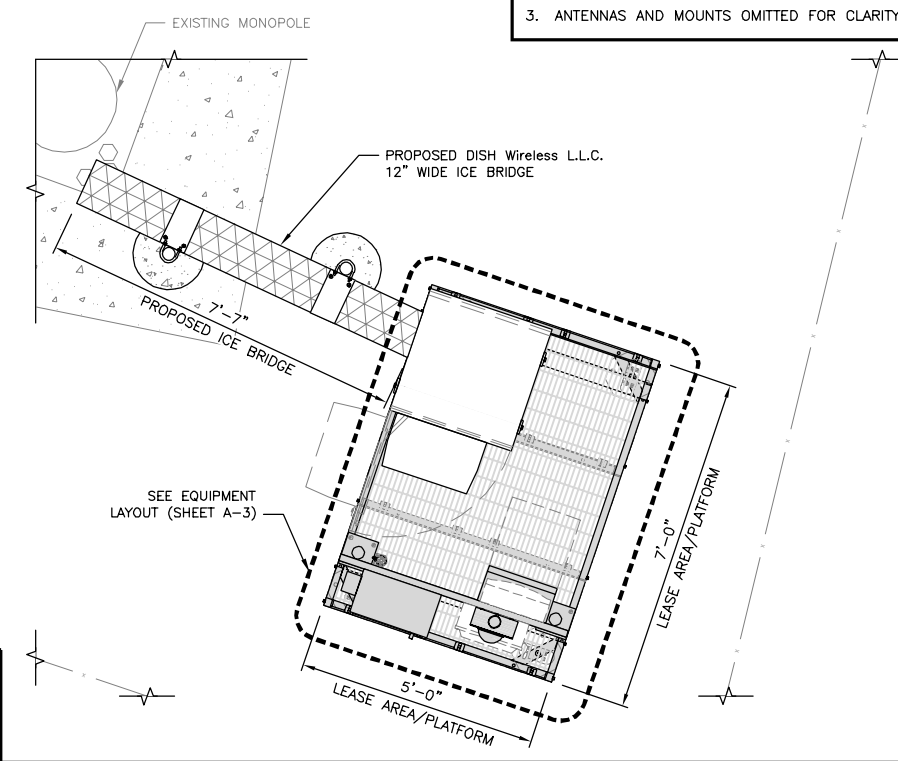 3. ANTENNAS AND MOUNTS OMITTED FOR CLARITY
EXISTING MONOPOLE
PROPOSED DISH Wireless L.L.C.
12" WIDE ICE BRIDGE
7'-7"
PROPOSED ICE BRIDGE
SEE EQUIPMENT
LAYOUT (SHEET A-3)
7'-0"
LEASE AREA/PLATFORM
5'-0"
LEASE AREA/PLATFORM